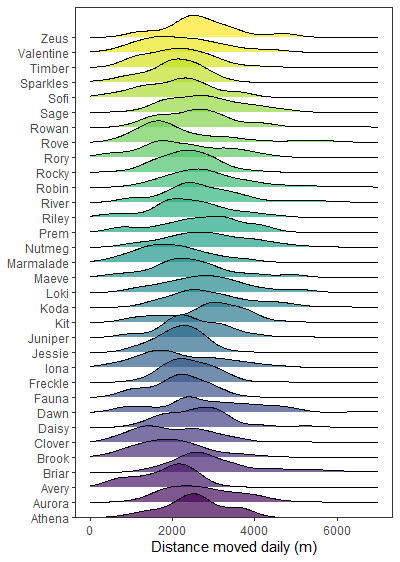 Zeus
Valentine
Timber
Sparkles
Sofi
Sage
Rowan
Rove
Rory
Rocky
Robin
River
Riley
Prem
Nutmeg
Marmalade
Maeve
Loki
Koda
Kit
Juniper
Jessie
Iona
Freckle
Fauna
Dawn
Daisy
Clover
Brook
Briar
Avery
Aurora
Athena
0 2000 4000 6000
Distance moved daily (m)